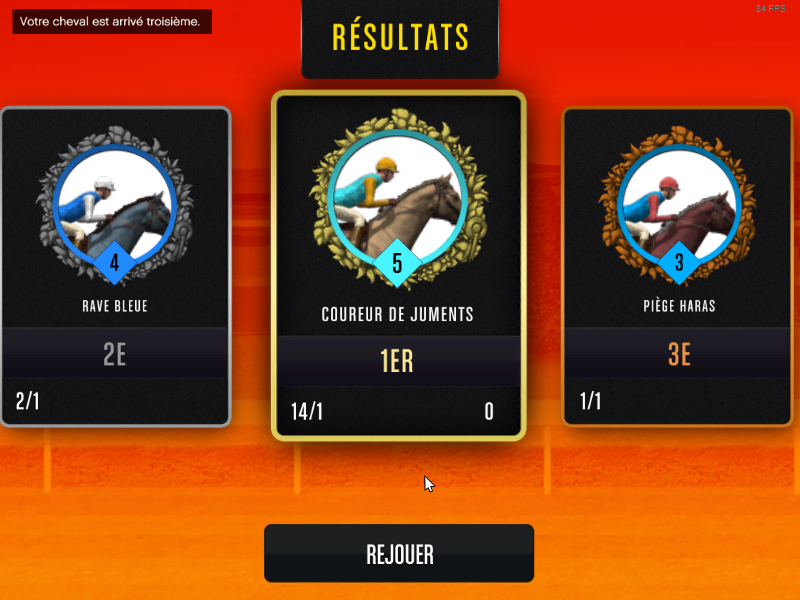 Votre cheval est arrivé troisième.
54 FPS
RÉSULTATS
4
RAVE BLEUE
2E
2/1
5
COUREUR DE JUMENTS
1ER
14/1 0
3
PIÈGE HARAS
3E
1/1
REJOUER